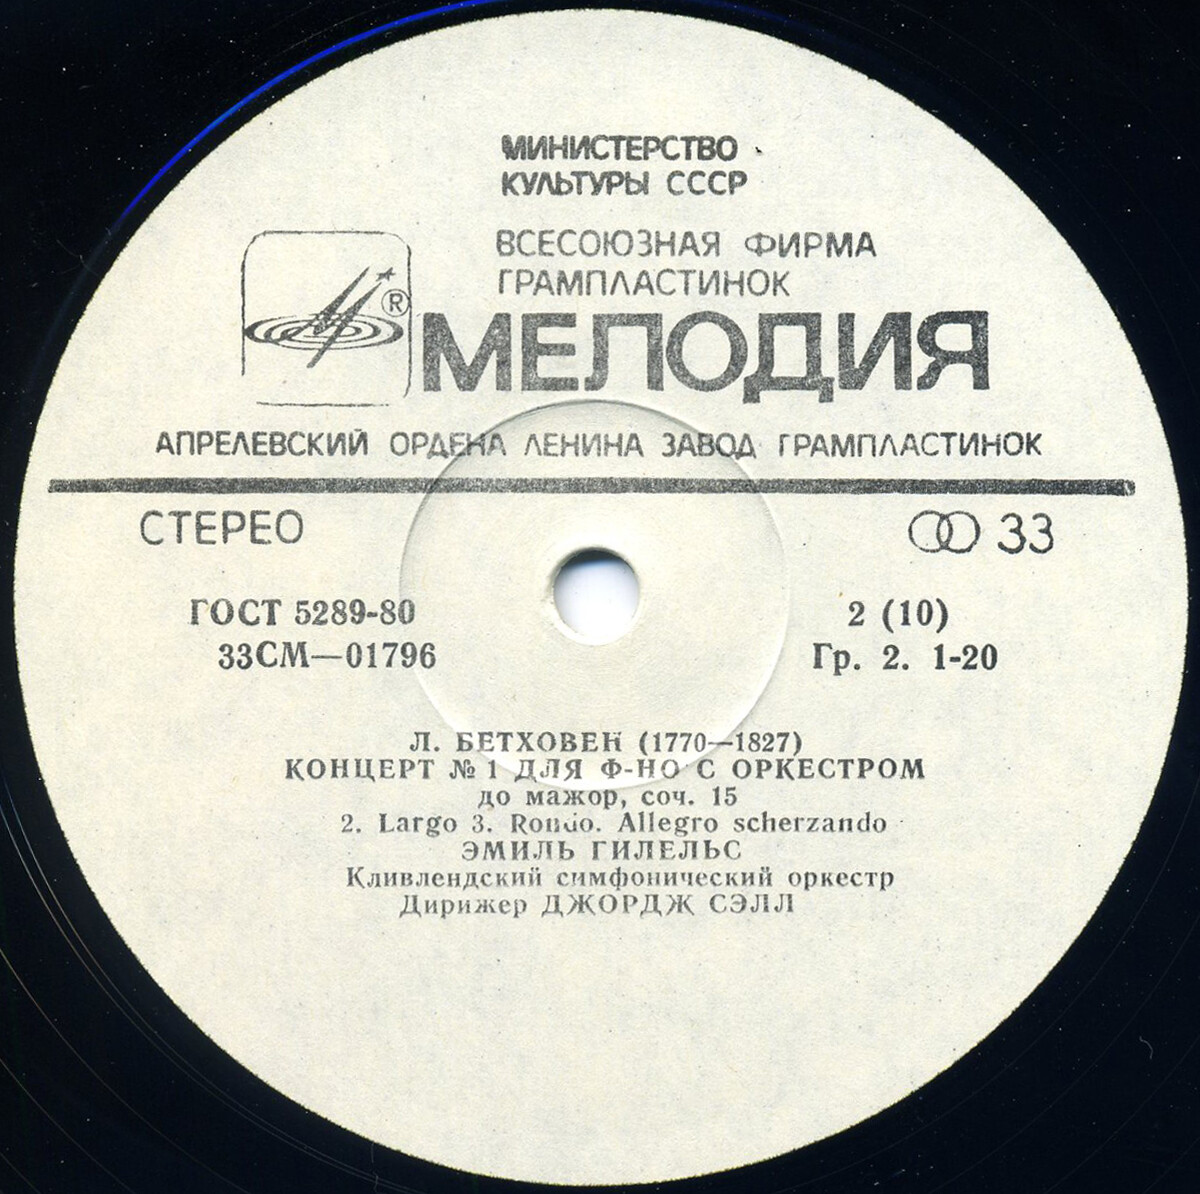 МИНИСТЕРСТВО
КУЛЬТУРЫ СССР
ВСЕСОЮЗНАЯ ФИРМА
ГРАМПЛАСТИНОК
®
МЕЛОДИЯ
АПРЕЛЕВСКИЙ ОРДЕНА ЛЕНИНА ЗАВОД ГРАМПЛАСТИНОК
СТЕРЕО 33
ГОСТ 5289-80 2 (10)
33СМ—01796 Гр. 2. 1-20
Л. БЕТХОВЕН (1770—1827)
КОНЦЕРТ № 1 ДЛЯ Ф-НО С ОРКЕСТРОМ
до мажор, соч. 15
2. Largo 3. Rondo. Allegro scherzando
ЭМИЛЬ ГИЛЕЛЬС
Кливлендский симфонический оркестр
Дирижер ДЖОРДЖ СЭЛЛ